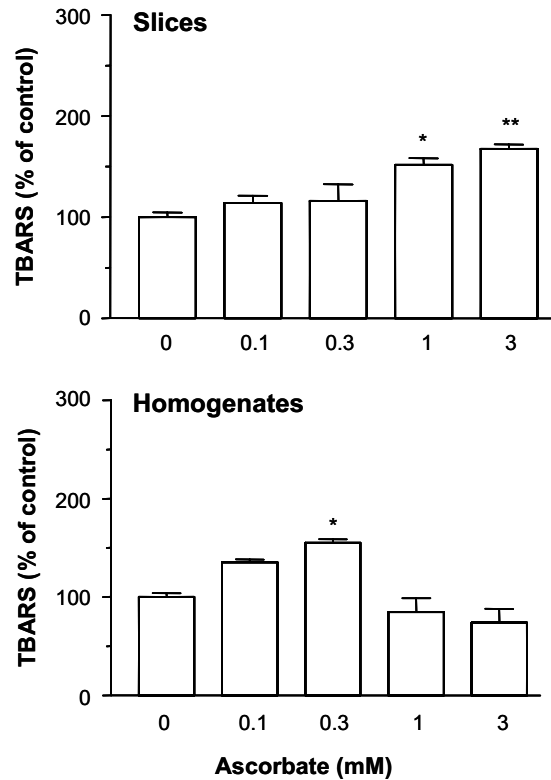 300
Slices
200
100
0
TBARS (% of control)
* **
0 0.1 0.3 1 3
300
Homogenates
200
100
0
TBARS (% of control)
*
0 0.1 0.3 1 3
Ascorbate (mM)